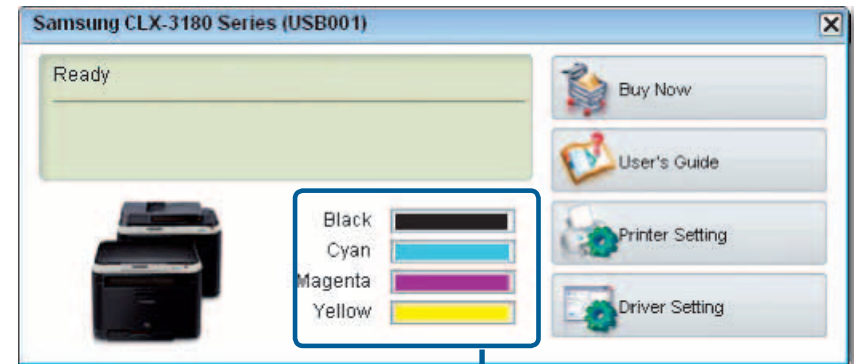 Samsung CLX-3180 Series (USB001)
Ready
Buy Now
User's Guide
Printer Setting
Driver Setting
Black
Cyan
Magenta
Yellow